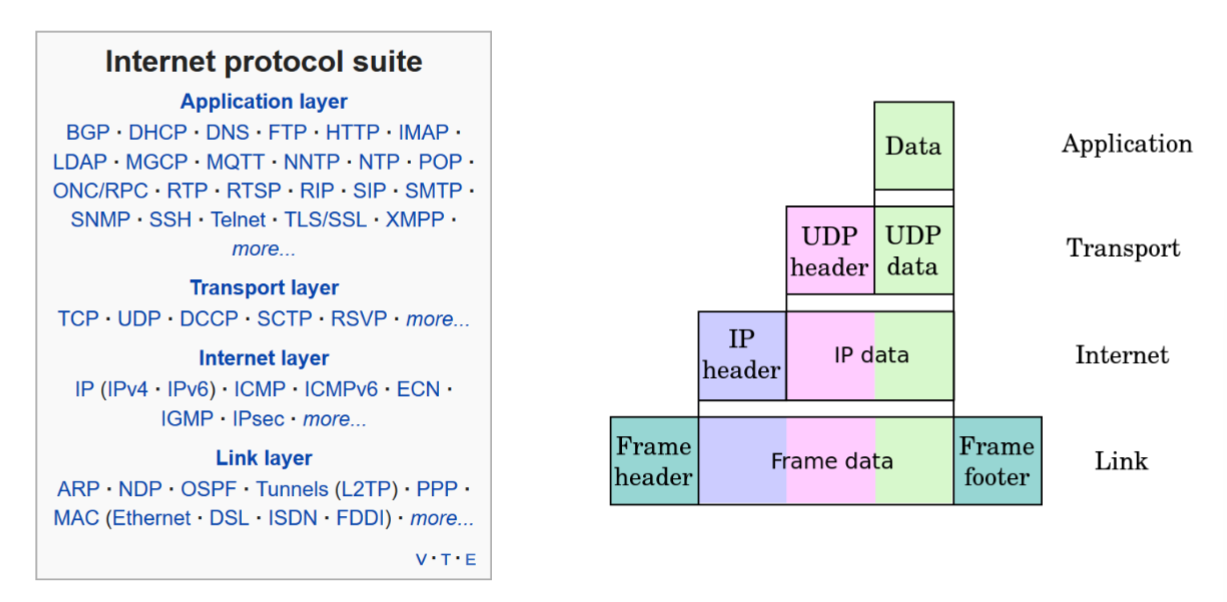 Internet protocol suite
Application layer
BGP · DHCP · DNS · FTP · HTTP · IMAP ·
LDAP · MGCP · MQTT · NNTP · NTP · POP ·
ONC/RPC · RTP · RTSP · RIP · SIP · SMTP ·
SNMP · SSH · Telnet · TLS/SSL · XMPP ·
more...
Transport layer
TCP · UDP · DCCP · SCTP · RSVP · more...
Internet layer
IP (IPv4 · IPv6) · ICMP · ICMPv6 · ECN ·
IGMP · IPsec · more...
Link layer
ARP · NDP · OSPF · Tunnels (L2TP) · PPP ·
MAC (Ethernet · DSL · ISDN · FDDI) · more...
V · T · E
Data
Application
UDP
header
UDP
data
Transport
IP
header
IP data
Internet
Frame
header
Frame data
Frame
footer
Link